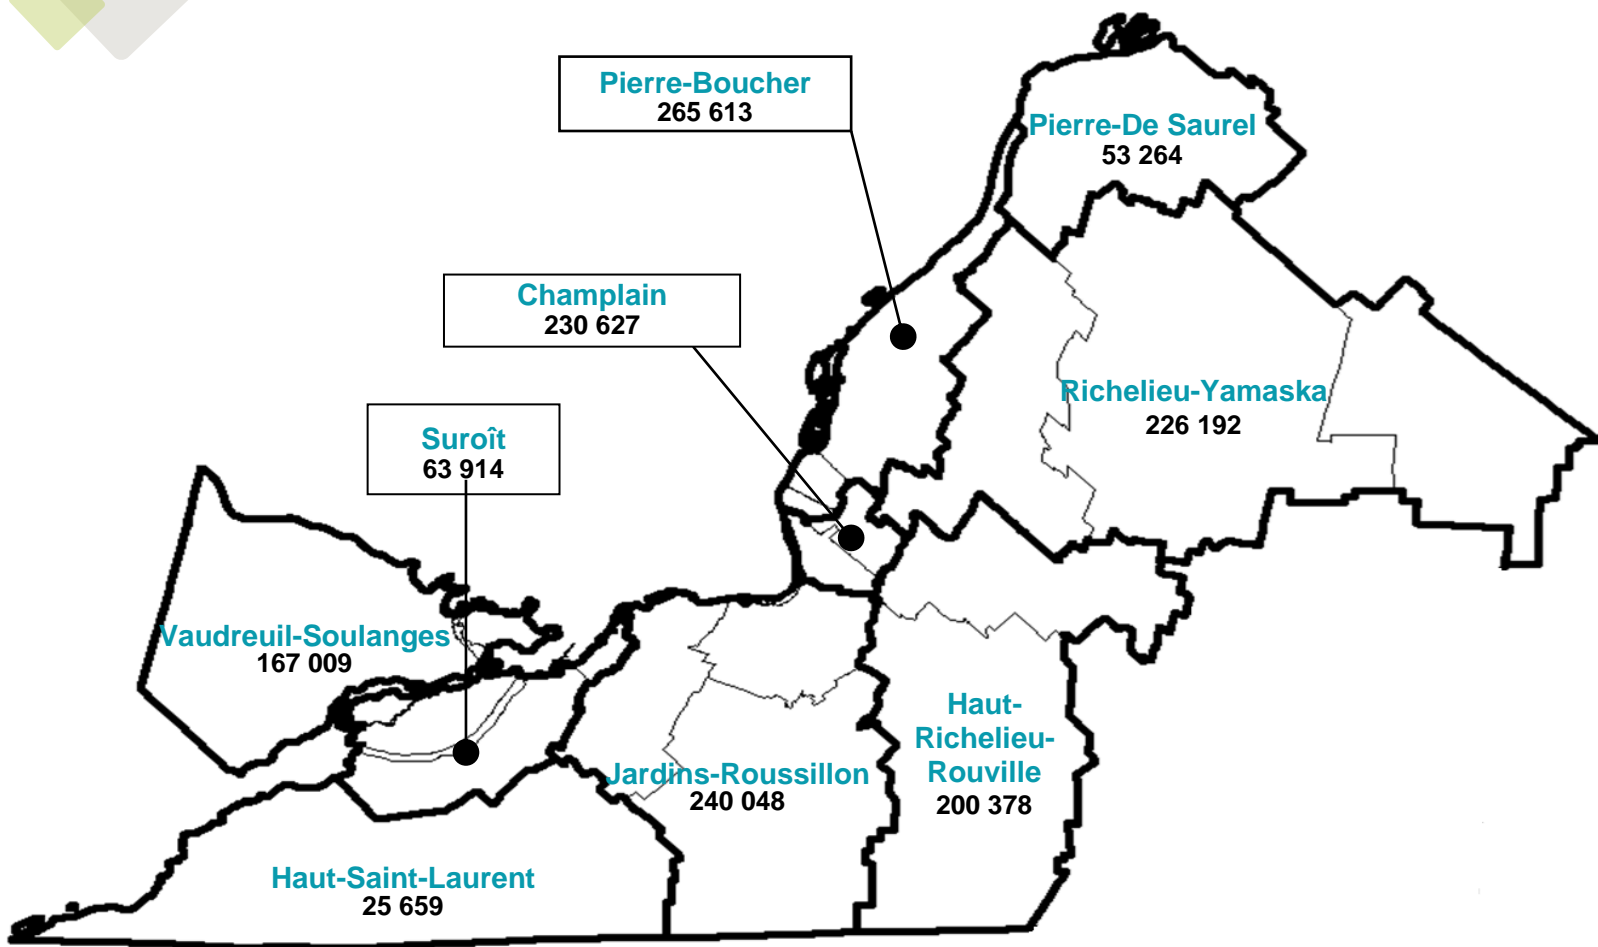 Pierre-Boucher
265 613
Pierre-De Saurel
53 264
Champlain
230 627
Richelieu-Yamaska
226 192
Suroît
63 914
Vaudreuil-Soulanges
167 009
Haut-
Richelieu-
Rouville
200 378
Jardins-Roussillon
240 048
Haut-Saint-Laurent
25 659